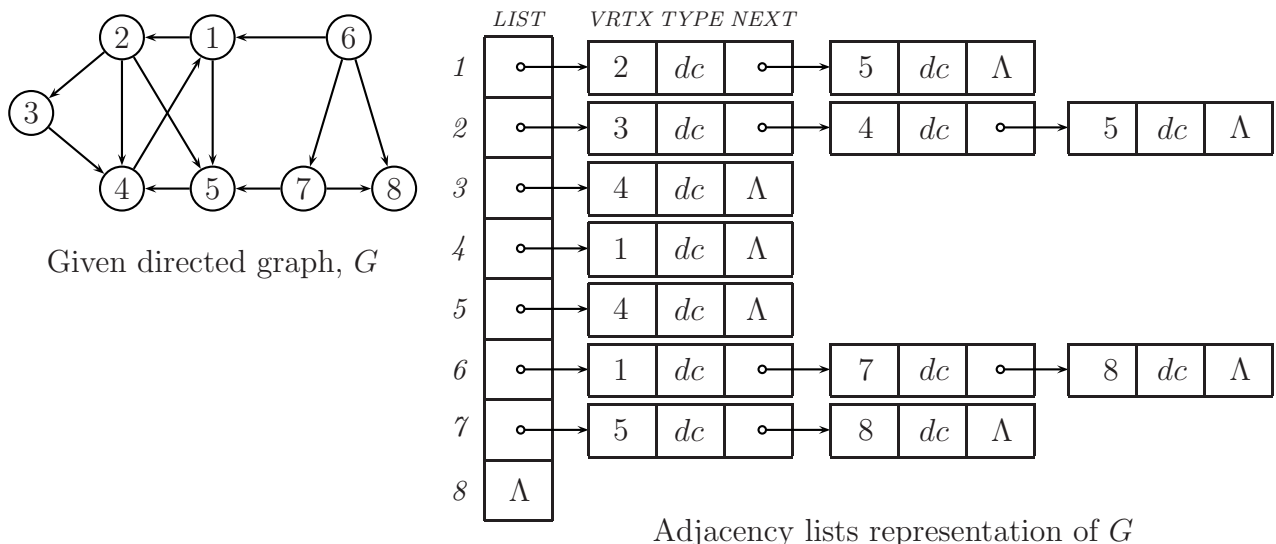 LIST VRTX TYPE NEXT
2 1 6
3
4 5 7 8
Given directed graph, G
1 2 dc 5 dc Λ
2 3 dc 4 dc 5 dc Λ
3 4 dc Λ
4 1 dc Λ
5 4 dc Λ
6 1 dc 7 dc 8 dc Λ
7 5 dc 8 dc Λ
8 Λ
Adjacency lists representation of G